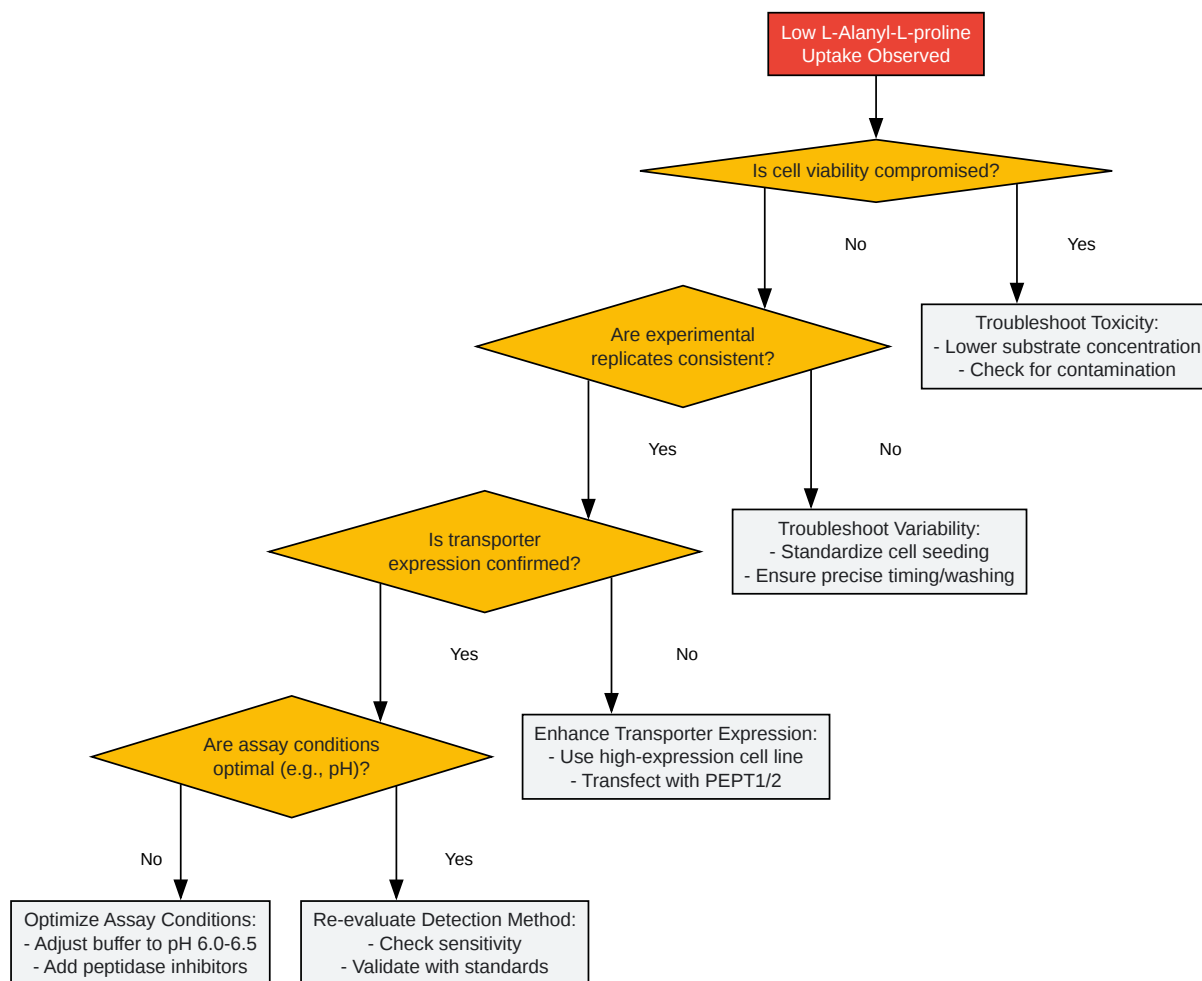 Low L-Alanyl-L-proline
Uptake Observed
Is cell viability compromised?
No
Yes
Are experimental
replicates consistent?
Troubleshoot Toxicity:
- Lower substrate concentration
- Check for contamination
Yes
No
Is transporter
expression confirmed?
Troubleshoot Variability:
- Standardize cell seeding
- Ensure precise timing/washing
Yes
No
Are assay conditions
optimal (e.g., pH)?
Enhance Transporter Expression:
- Use high-expression cell line
- Transfect with PEPT1/2
No
Yes
Optimize Assay Conditions:
- Adjust buffer to pH 6.0-6.5
- Add peptidase inhibitors
Re-evaluate Detection Method:
- Check sensitivity
- Validate with standards